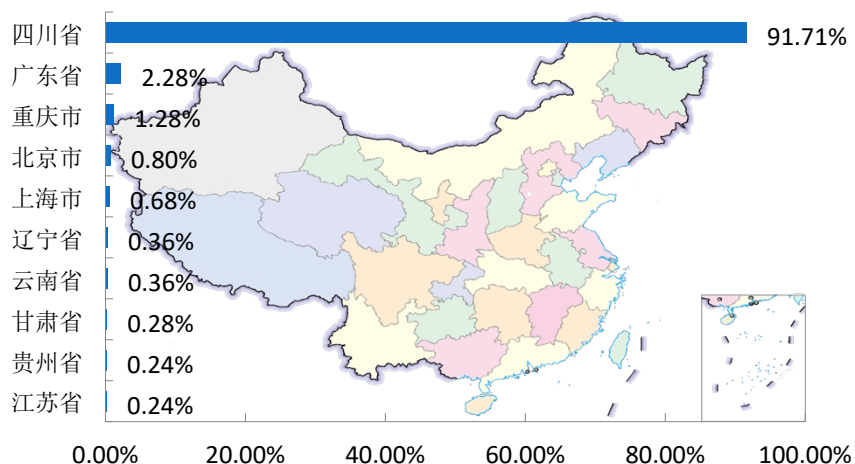 四川省 91.71%
广东省 2.28%
重庆市 1.28%
北京市 0.80%
上海市 0.68%
辽宁省 0.36%
云南省 0.36%
甘肃省 0.28%
贵州省 0.24%
江苏省 0.24%
0.00% 20.00% 40.00% 60.00% 80.00% 100.00%